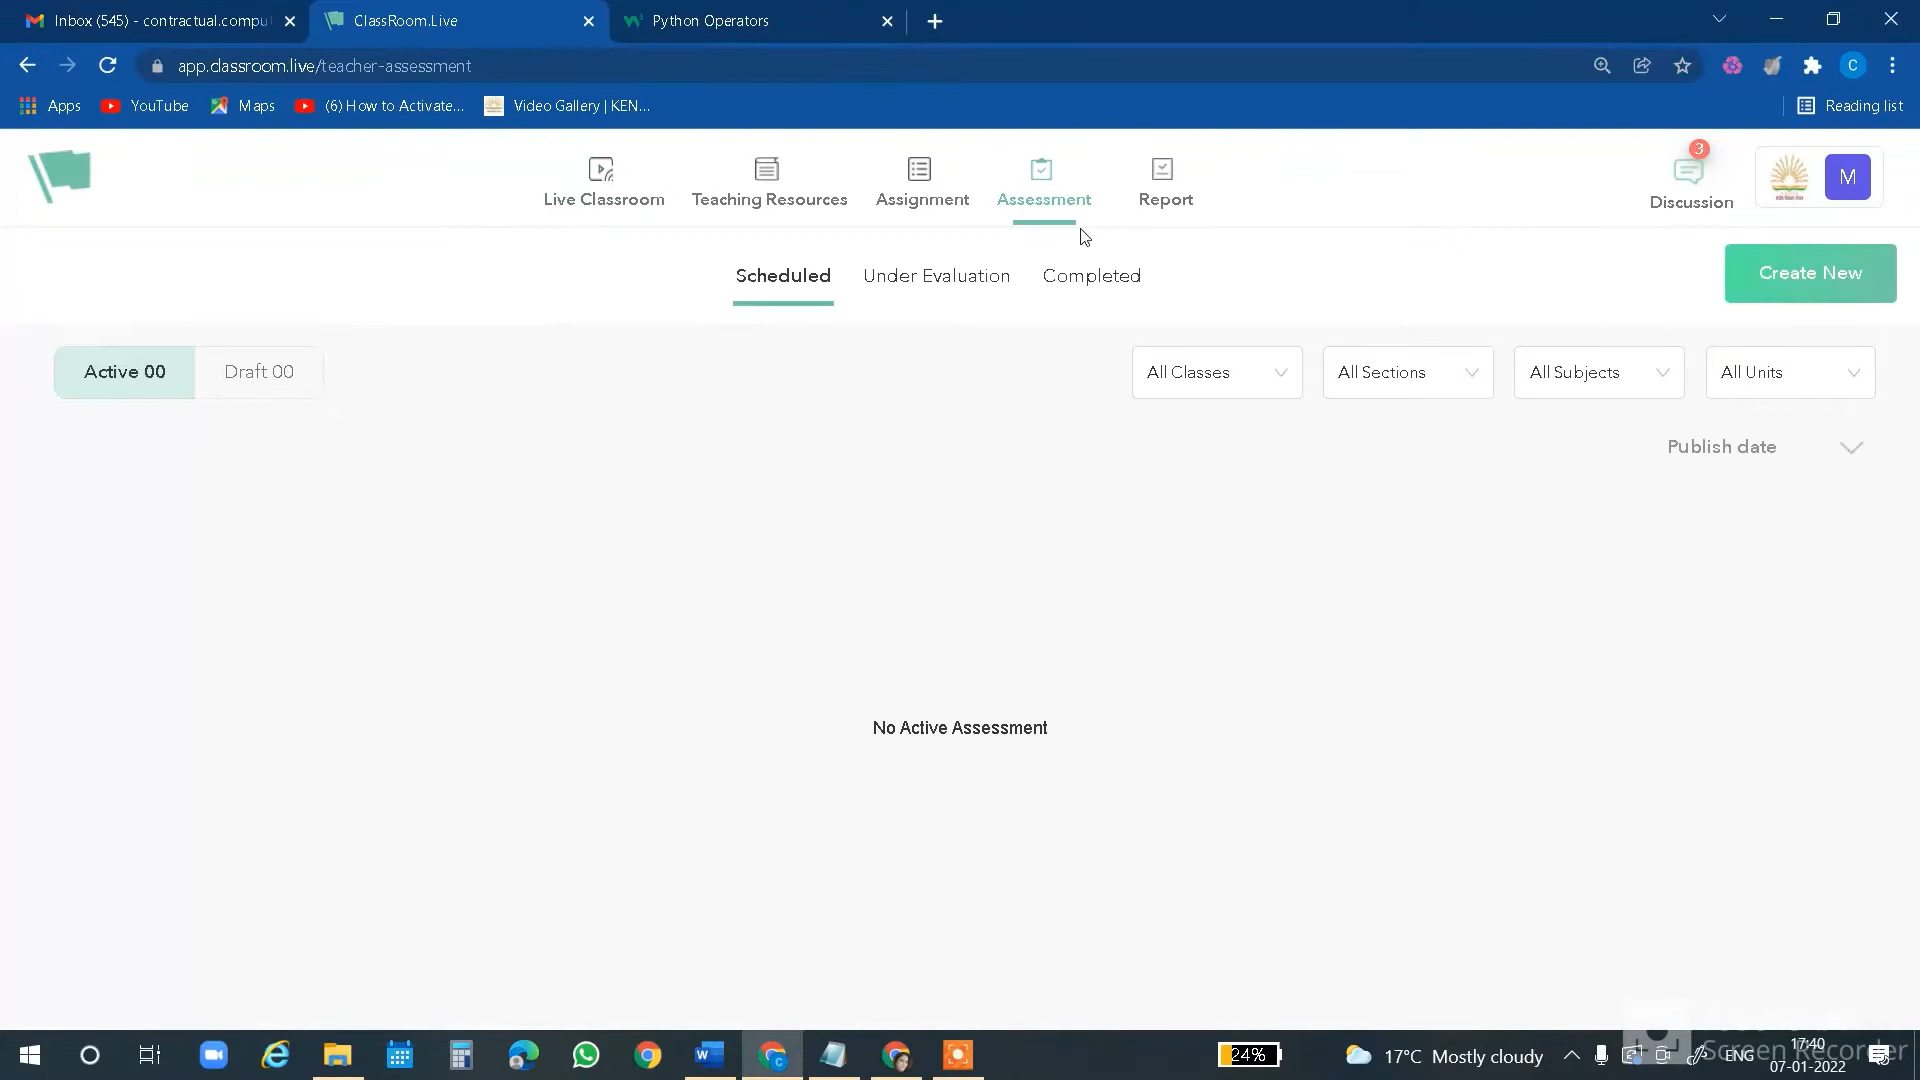 Inbox (545) - contractual.compu
ClassRoom.Live
Python Operators
app.classroom.live/teacher-assessment
Apps
YouTube
Maps
(6) How to Activate...
Video Gallery | KEN...
Reading list
Live Classroom
Teaching Resources
Assignment
Assessment
Report
3
Discussion
M
C
Scheduled
Under Evaluation
Completed
Create New
Active 00
Draft 00
All Classes
All Sections
All Subjects
All Units
Publish date
No Active Assessment
24%
17°C Mostly cloudy
ENG
17:40
07-01-2022
Screen Recorder